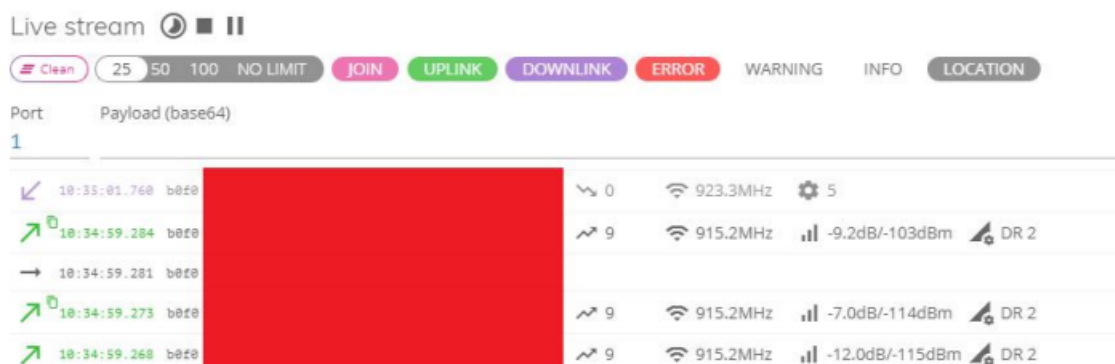 Live stream
Clean 25 50 100 NO LIMIT JOIN UPLINK DOWNLINK ERROR WARNING INFO LOCATION
Port Payload (base64)
1
10:35:01.760 b0f0 0 923.3MHz 5
10:34:59.284 b0f0 9 915.2MHz -9.2dB/-103dBm DR 2
10:34:59.281 b0f0
10:34:59.273 b0f0 9 915.2MHz -7.0dB/-114dBm DR 2
10:34:59.268 b0f0 9 915.2MHz -12.0dB/-115dBm DR 2